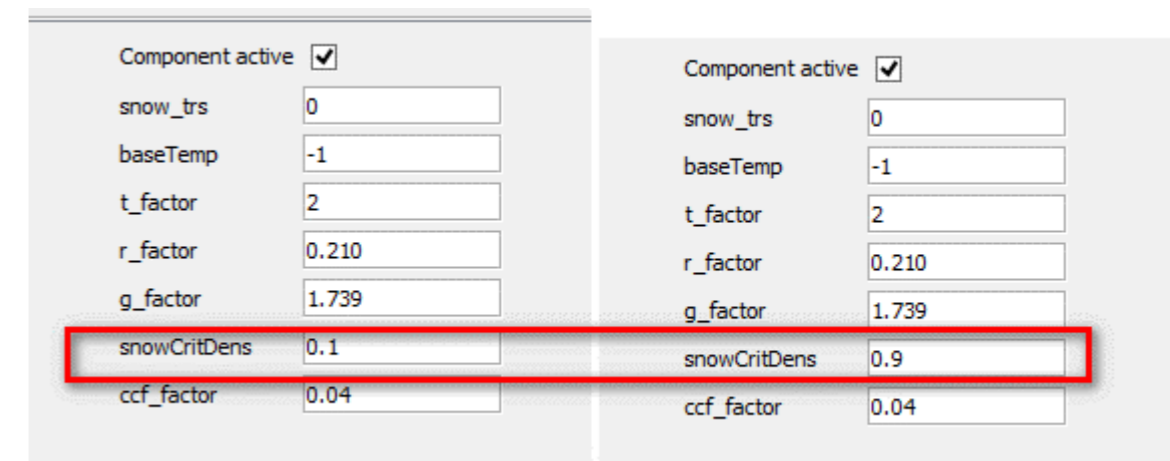 Component active
snow_trs 0
baseTemp -1
t_factor 2
r_factor 0.210
g_factor 1.739
snowCritDens 0.1
ccf_factor 0.04
Component active
snow_trs 0
baseTemp -1
t_factor 2
r_factor 0.210
g_factor 1.739
snowCritDens 0.9
ccf_factor 0.04